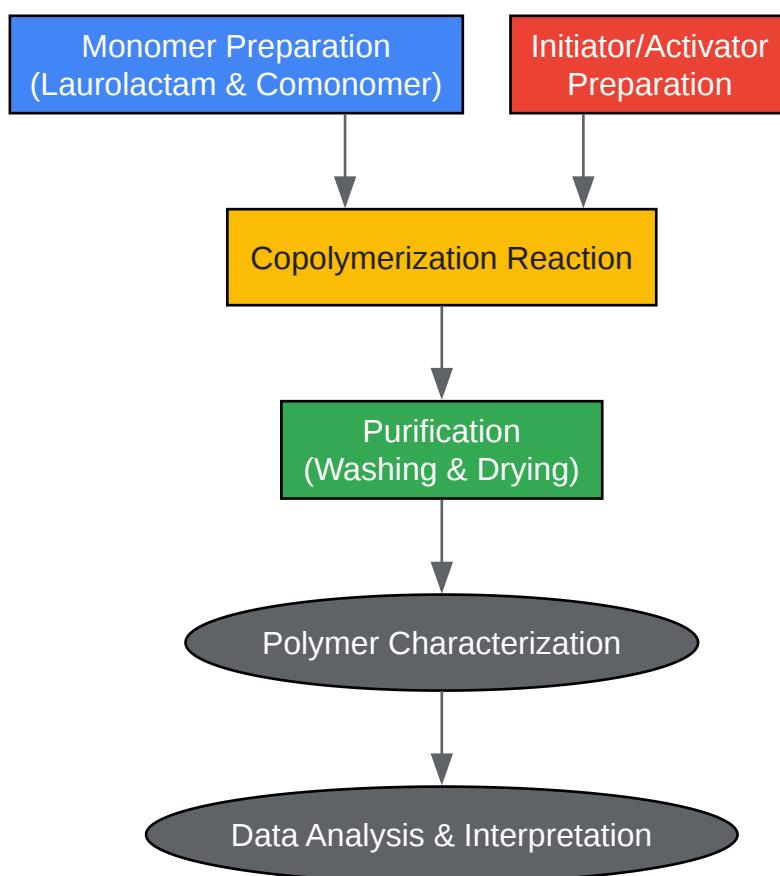 Monomer Preparation
(Laurolactam & Comonomer)
Initiator/Activator
Preparation
Copolymerization Reaction
Purification
(Washing & Drying)
Polymer Characterization
Data Analysis & Interpretation